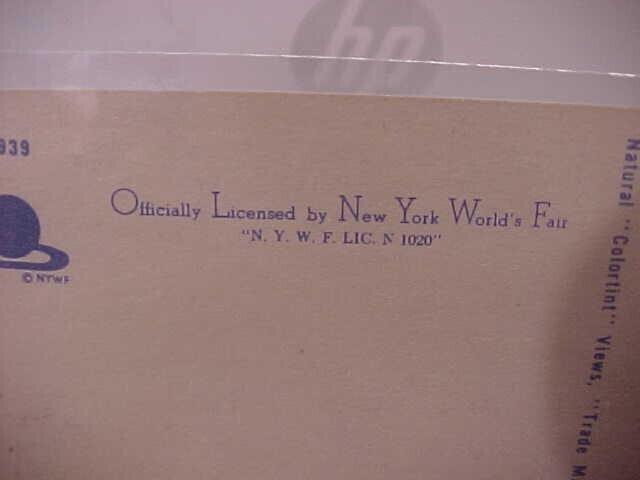 hp
939
Officially Licensed by New York World's Fair
"N. Y. W. F. LIC. N 1020"
© NYWF
Natural "Colortint" Views, "Trade M